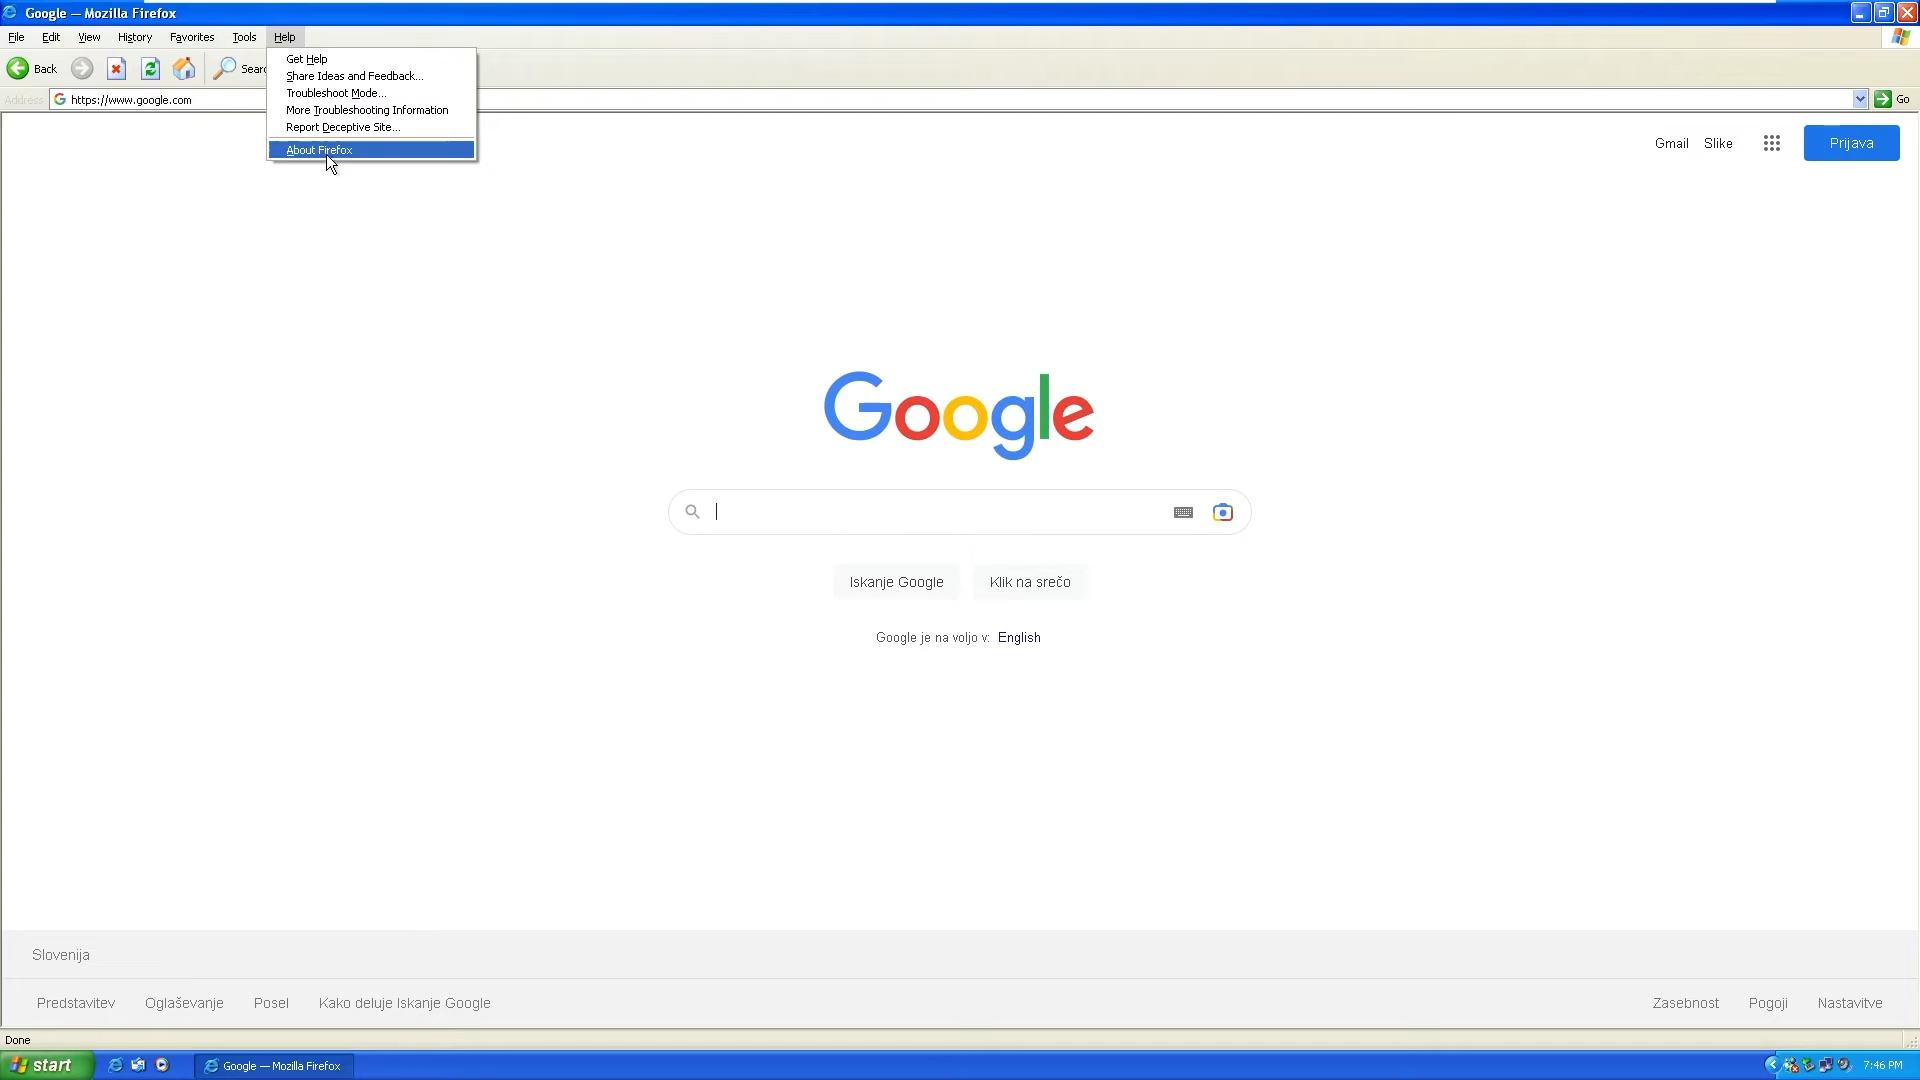 Google — Mozilla Firefox
File Edit View History Favorites Tools Help
Get Help
Share Ideas and Feedback...
Troubleshoot Mode...
More Troubleshooting Information
Report Deceptive Site...
About Firefox
Back Searc
Address https://www.google.com Go
Gmail Slike Prijava
Google
Iskanje Google Klik na srečo
Google je na voljo v: English
Slovenija
Predstavitev Oglaševanje Posel Kako deluje Iskanje Google Zasebnost Pogoji Nastavitve
Done
start Google — Mozilla Firefox 7:46 PM